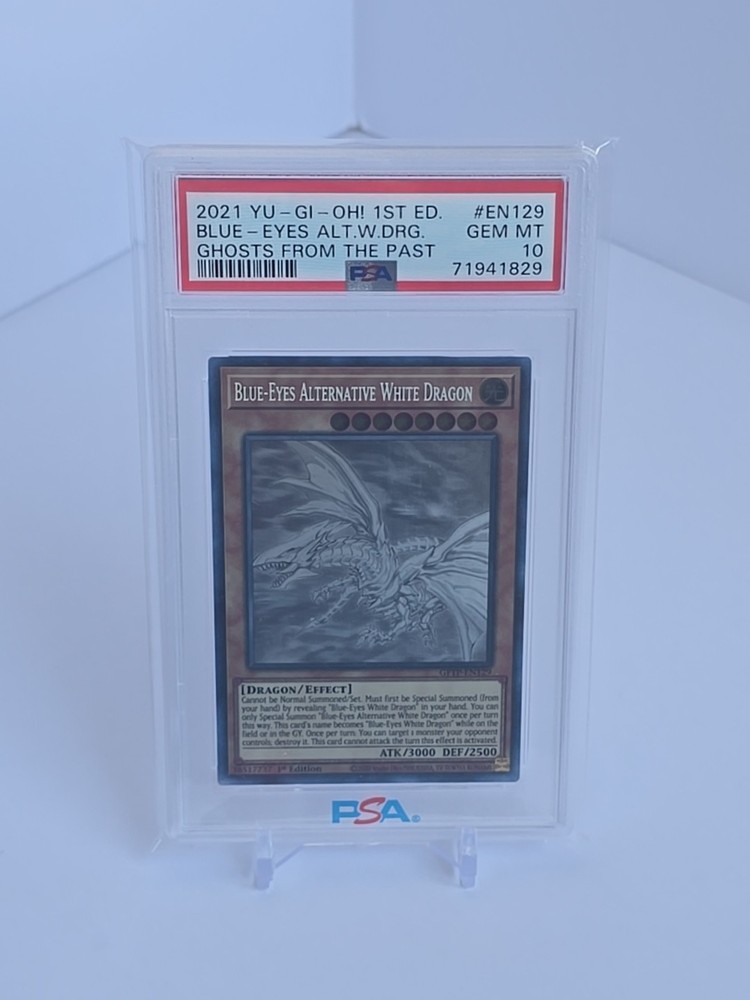 2021 YU-GI-OH! 1ST ED. #EN129
BLUE-EYES ALT.W.DRG. GEM MT
GHOSTS FROM THE PAST 10
PSA 71941829
BLUE-EYES ALTERNATIVE WHITE DRAGON
GFTP-EN129
[DRAGON/EFFECT]
Cannot be Normal Summoned/Set. Must first be Special Summoned (from
your hand) by revealing "Blue-Eyes White Dragon" in your hand. You can
only Special Summon "Blue-Eyes Alternative White Dragon" once per turn
this way. This card's name becomes "Blue-Eyes White Dragon" while on the
field or in the GY. Once per turn: You can target 1 monster your opponent
controls; destroy it. This card cannot attack the turn this effect is activated.
ATK/3000 DEF/2500
1st Edition
PSA®